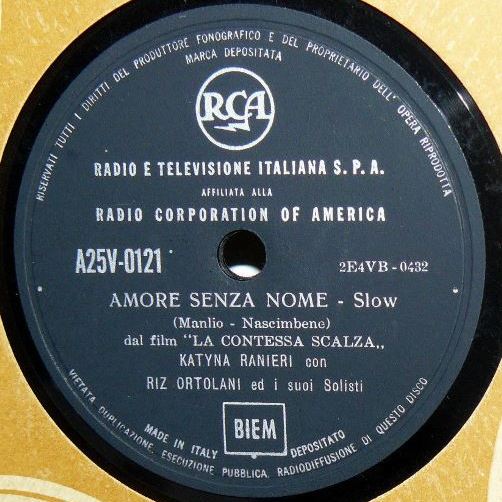 RISERVATI TUTTI I DIRITTI DEL PRODUTTORE FONOGRAFICO E DEL PROPRIETARIO DELL'OPERA RIPRODOTTA
MARCA DEPOSITATA
RCA
RADIO E TELEVISIONE ITALIANA S. P. A.
AFFILIATA ALLA
RADIO CORPORATION OF AMERICA
A25V-0121
2E4VB-0432
AMORE SENZA NOME - Slow
(Manlio - Nascimbene)
dal film "LA CONTESSA SCALZA„
KATYNA RANIERI con
RIZ ORTOLANI ed i suoi Solisti
BIEM
MADE IN ITALY
DEPOSITATO
VIETATA DUPLICAZIONE, ESECUZIONE PUBBLICA, RADIODIFFUSIONE DI QUESTO DISCO